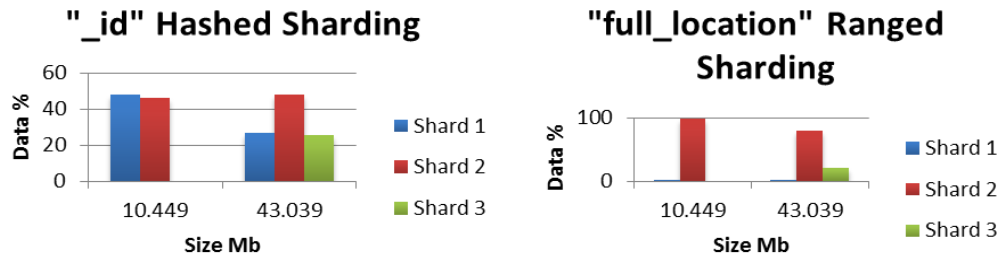 "_id" Hashed Sharding
60
40
20
0
Data %
10.449
43.039
Size Mb
Shard 1
Shard 2
Shard 3
"full_location" Ranged
Sharding
100
0
Data %
10.449
43.039
Size Mb
Shard 1
Shard 2
Shard 3